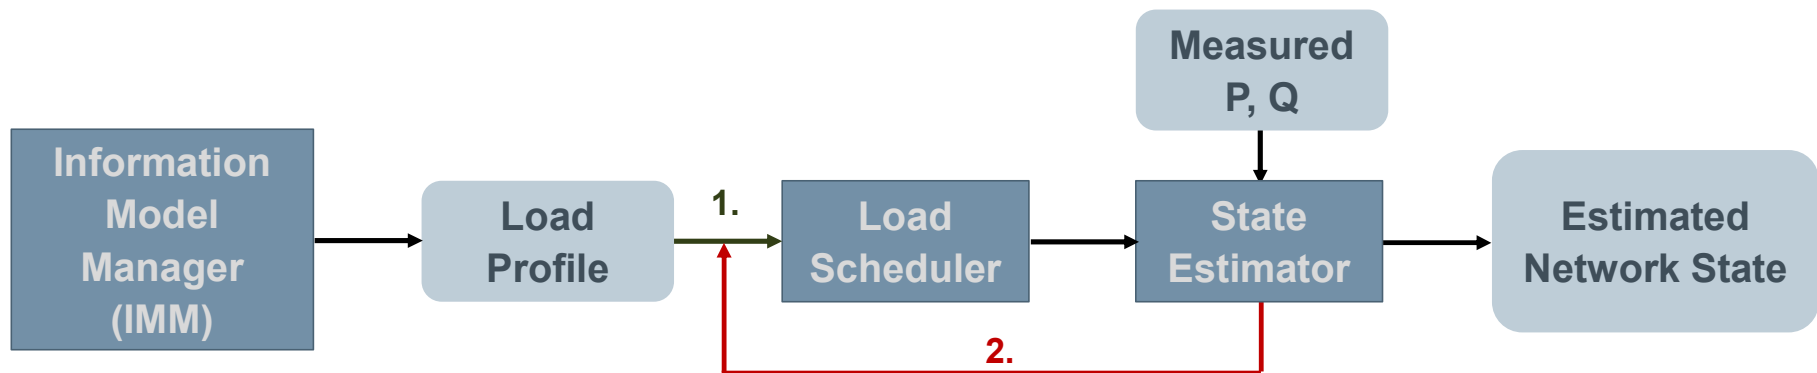 Information
Model
Manager
(IMM)
Load
Profile
1.
Load
Scheduler
Measured
P, Q
State
Estimator
2.
Estimated
Network State